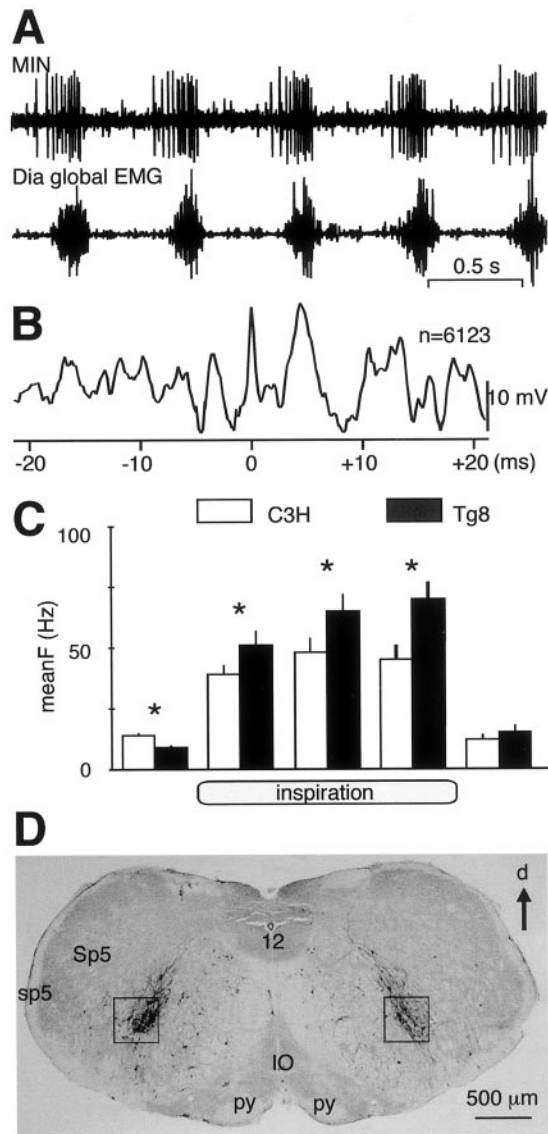 A
MIN
Dia global EMG
0.5 s
B
n=6123
10 mV
-20 -10 0 +10 +20 (ms)
C
C3H Tg8
100
*
*
*
*
50
meanF (Hz)
0
inspiration
D
d
12
Sp5
sp5
IO
py py
500 µm